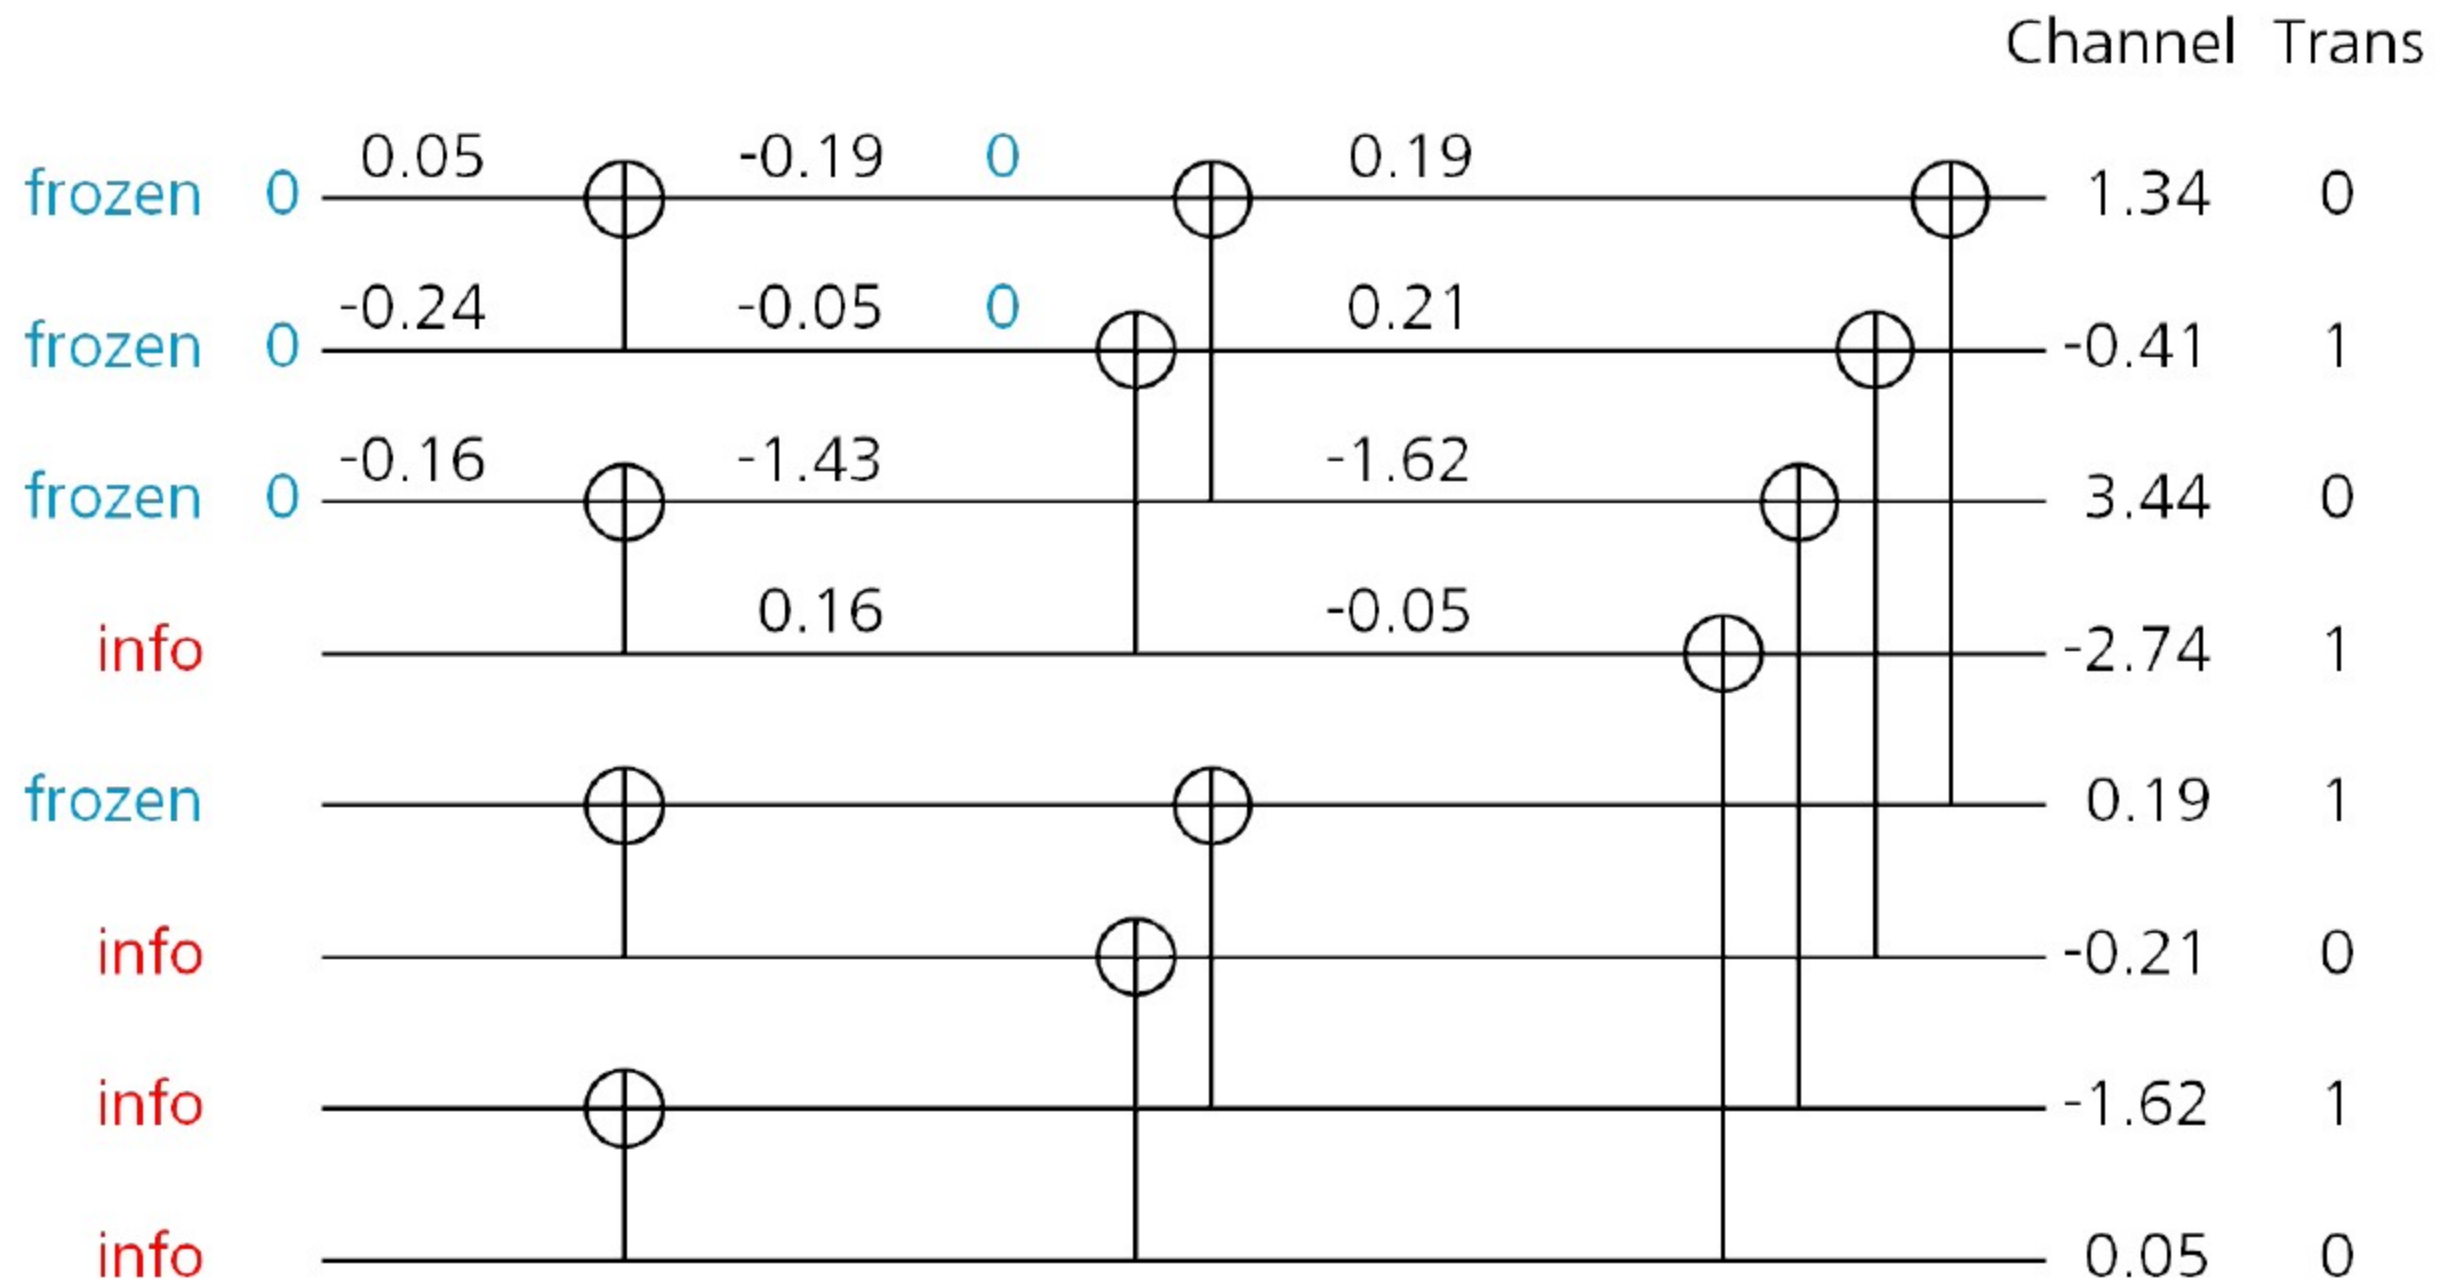 Channel Trans
frozen 0 0.05 -0.19 0 0.19 1.34 0
frozen 0 -0.24 -0.05 0 0.21 -0.41 1
frozen 0 -0.16 -1.43 -1.62 3.44 0
info 0.16 -0.05 -2.74 1
frozen 0.19 1
info -0.21 0
info -1.62 1
info 0.05 0